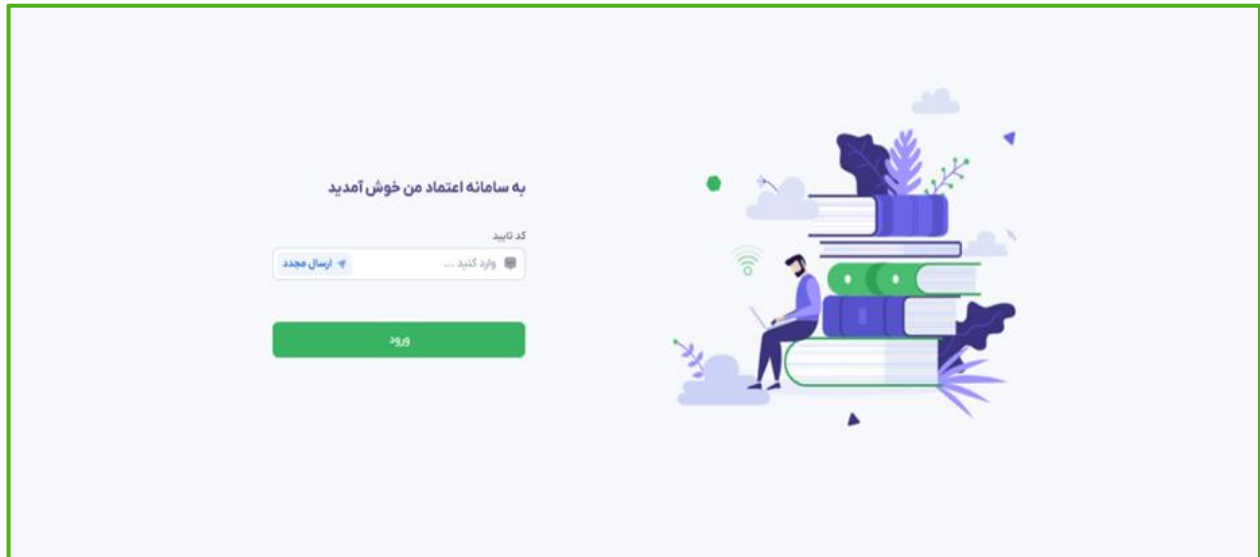 به سامانه اعتماد من خوش آمدید
کد تایید
وارد کنید ...
ارسال مجدد
ورود